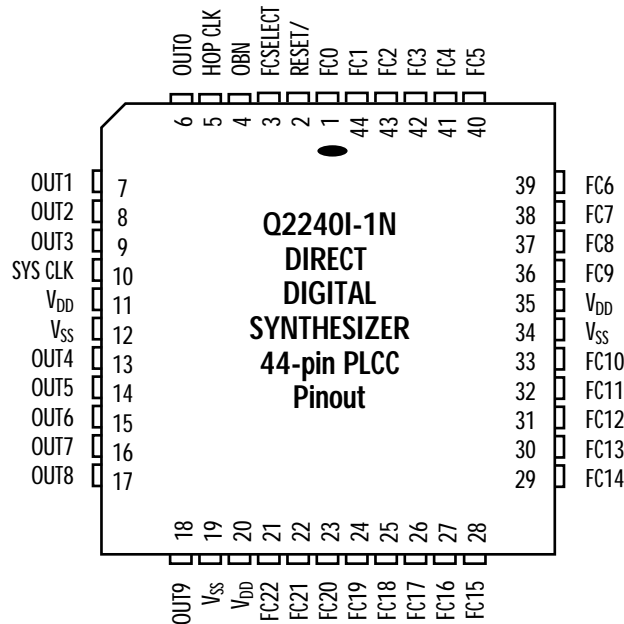 OUT0 HOP CLK OBN FCSELECT RESET/ FC0 FC1 FC2 FC3 FC4 FC5
6 5 4 3 2 1 44 43 42 41 40
OUT1 7
OUT2 8
OUT3 9
SYS CLK 10
VDD 11
VSS 12
OUT4 13
OUT5 14
OUT6 15
OUT7 16
OUT8 17
Q2240I-1N
DIRECT
DIGITAL
SYNTHESIZER
44-pin PLCC
Pinout
39 FC6
38 FC7
37 FC8
36 FC9
35 VDD
34 VSS
33 FC10
32 FC11
31 FC12
30 FC13
29 FC14
18 19 20 21 22 23 24 25 26 27 28
OUT9 VSS VDD FC22 FC21 FC20 FC19 FC18 FC17 FC16 FC15